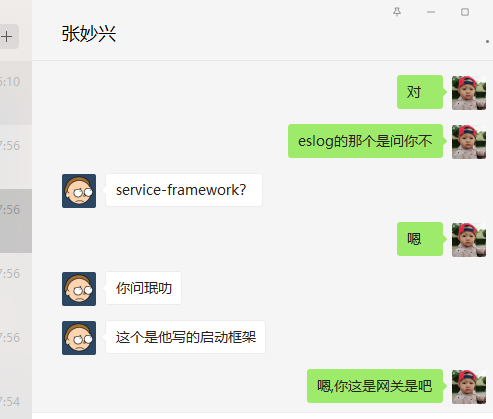 张妙兴
对
eslog的那个是问你不
service-framework？
嗯
你问珉叻
这个是他写的启动框架
嗯,你这是网关是吧
5:10
7:56
7:56
7:56
7:56
7:54